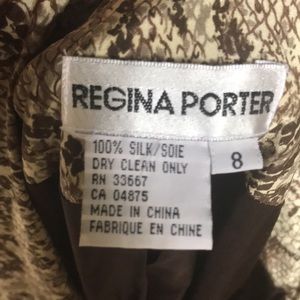 REGINA PORTER
100% SILK/SOIE
DRY CLEAN ONLY
RN 33667
CA 04875
MADE IN CHINA
FABRIQUE EN CHINE
8